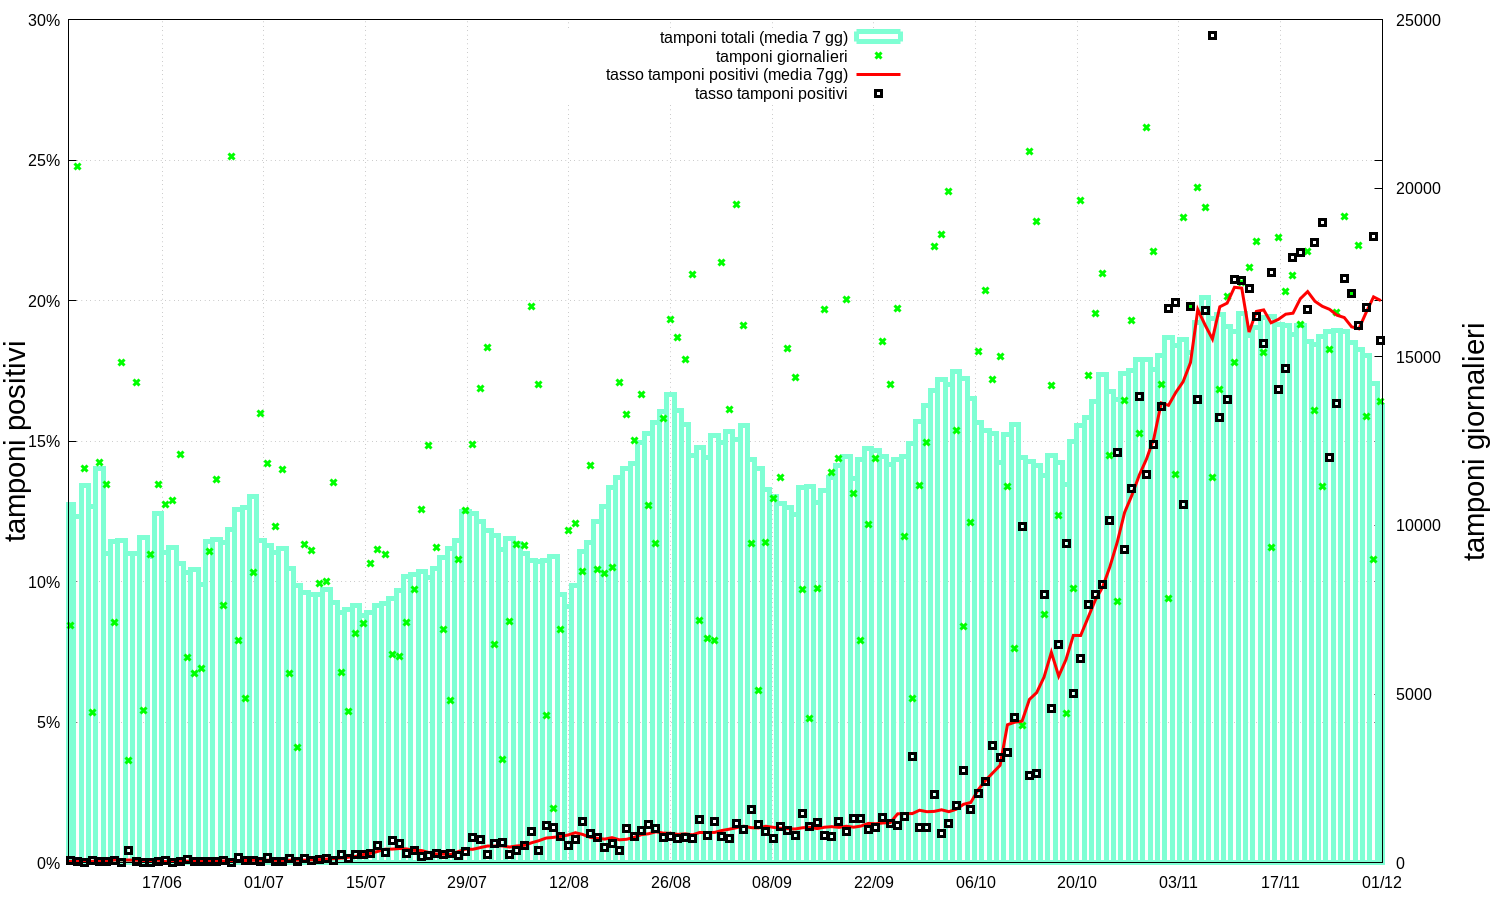 30%
25000
tamponi totali (media 7 gg)
tamponi giornalieri
tasso tamponi positivi (media 7gg)
tasso tamponi positivi
25%
20000
20%
15000
tamponi positivi
tamponi giornalieri
15%
10000
10%
5%
5000
0%
0
17/06 01/07 15/07 29/07 12/08 26/08 08/09 22/09 06/10 20/10 03/11 17/11 01/12